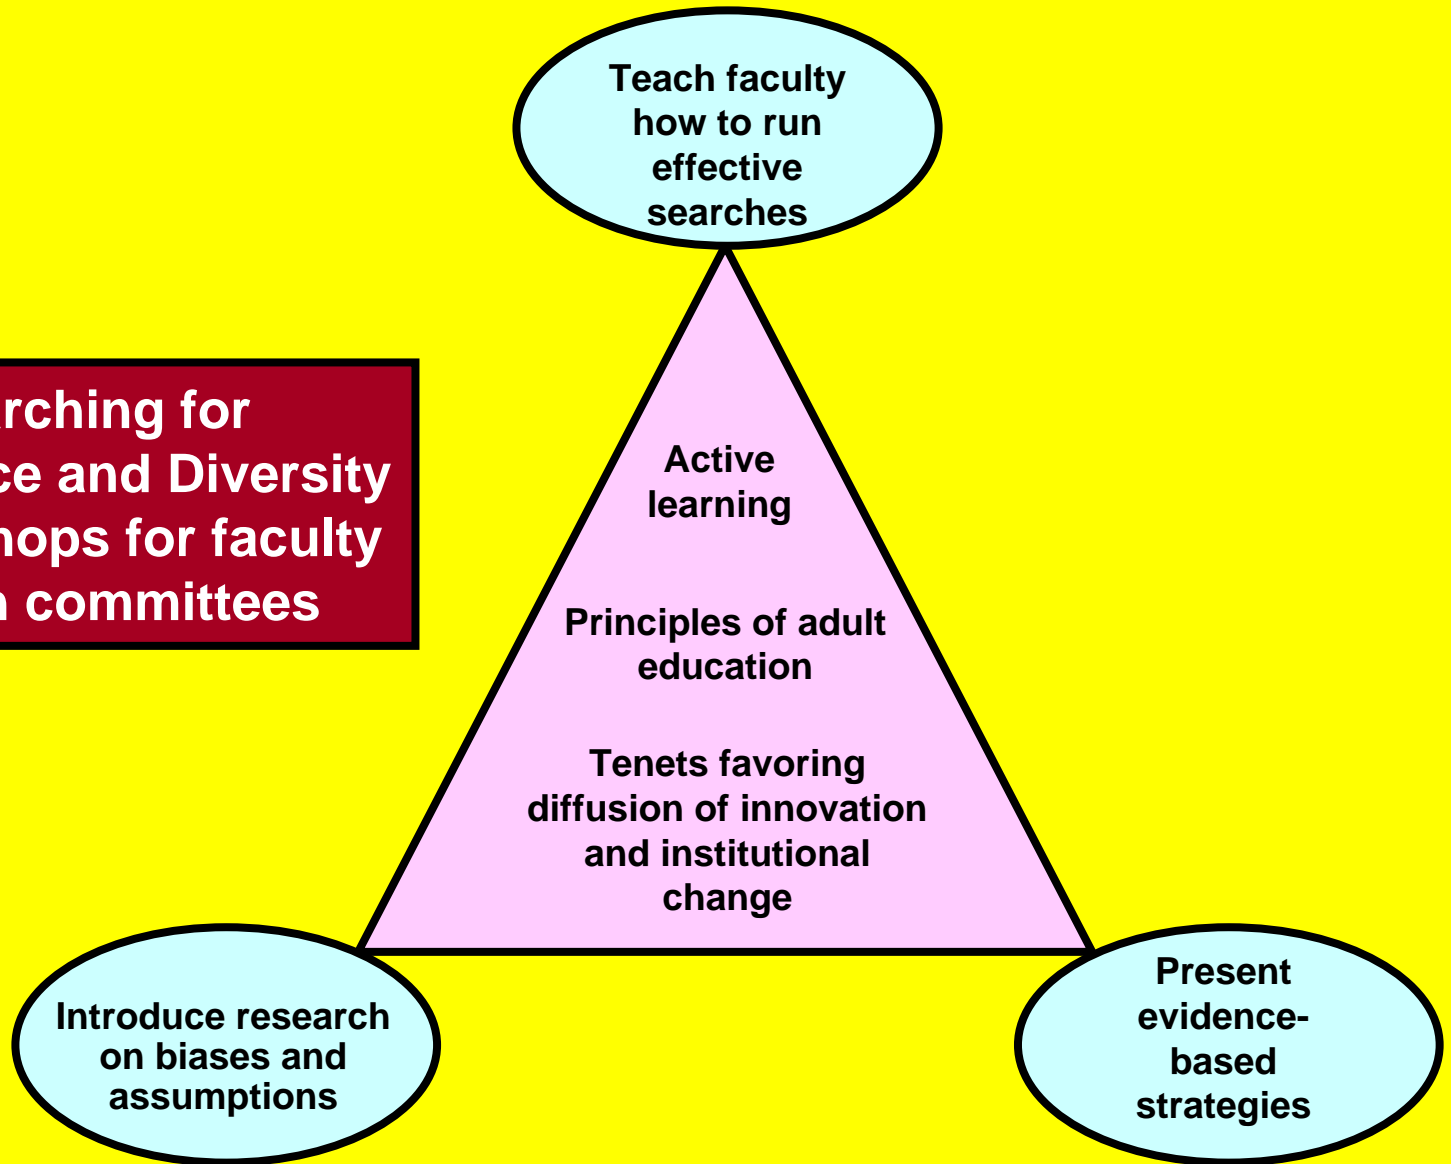 Teach faculty
how to run
effective
searches
rching for
ce and Diversity
hops for faculty
committees
Active
learning
Principles of adult
education
Tenets favoring
diffusion of innovation
and institutional
change
Introduce research
on biases and
assumptions
Present
evidence-
based
strategies